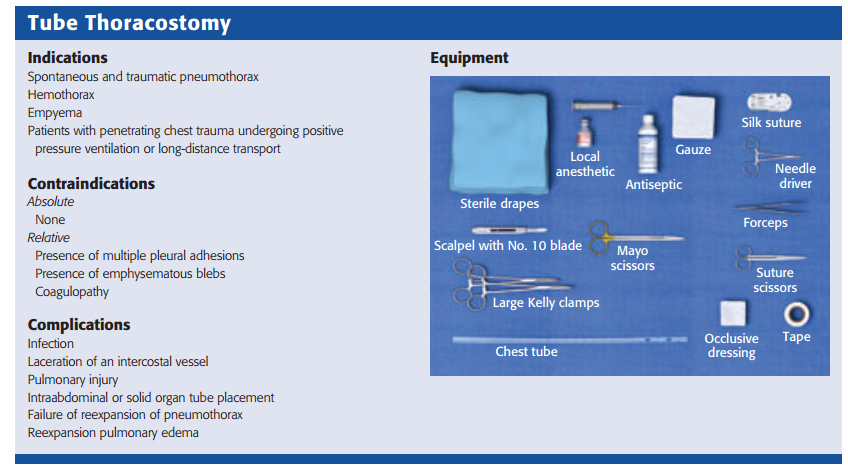 Tube Thoracostomy
Indications
Spontaneous and traumatic pneumothorax
Hemothorax
Empyema
Patients with penetrating chest trauma undergoing positive
pressure ventilation or long-distance transport
Contraindications
Absolute
None
Relative
Presence of multiple pleural adhesions
Presence of emphysematous blebs
Coagulopathy
Complications
Infection
Laceration of an intercostal vessel
Pulmonary injury
Intraabdominal or solid organ tube placement
Failure of reexpansion of pneumothorax
Reexpansion pulmonary edema
Equipment
Sterile drapes
Local
anesthetic
Antiseptic
Gauze
Silk suture
Needle
driver
Forceps
Scalpel with No. 10 blade
Mayo
scissors
Suture
scissors
Large Kelly clamps
Chest tube
Occlusive
dressing
Tape